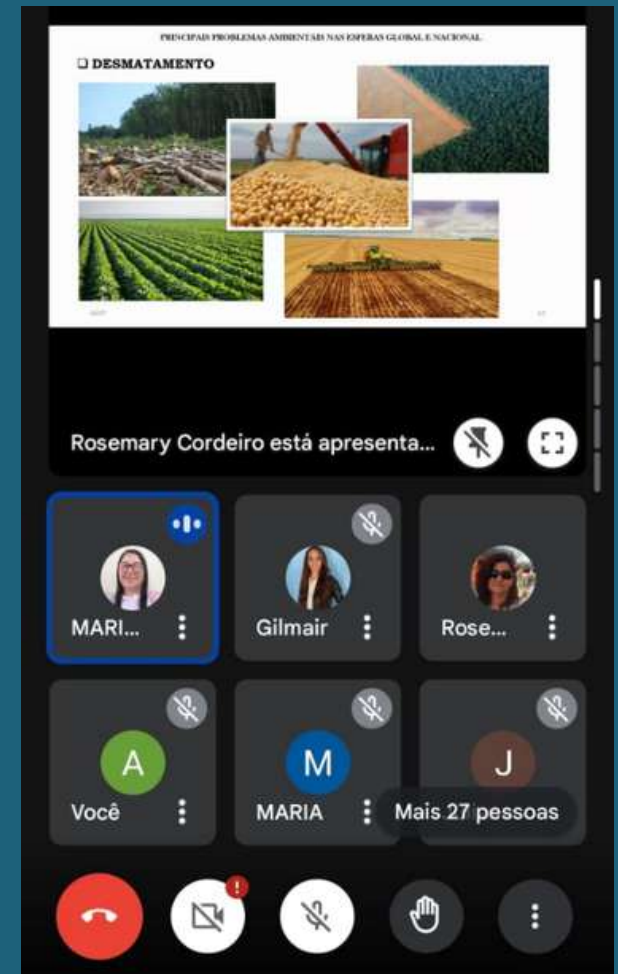 PRINCIPAIS PROBLEMAS AMBIENTAIS NAS ESFERAS GLOBAL E NACIONAL
❑ DESMATAMENTO
Rosemary Cordeiro está apresenta...
MARI...
Gilmair
Rose...
A
M
J
Você
MARIA
Mais 27 pessoas